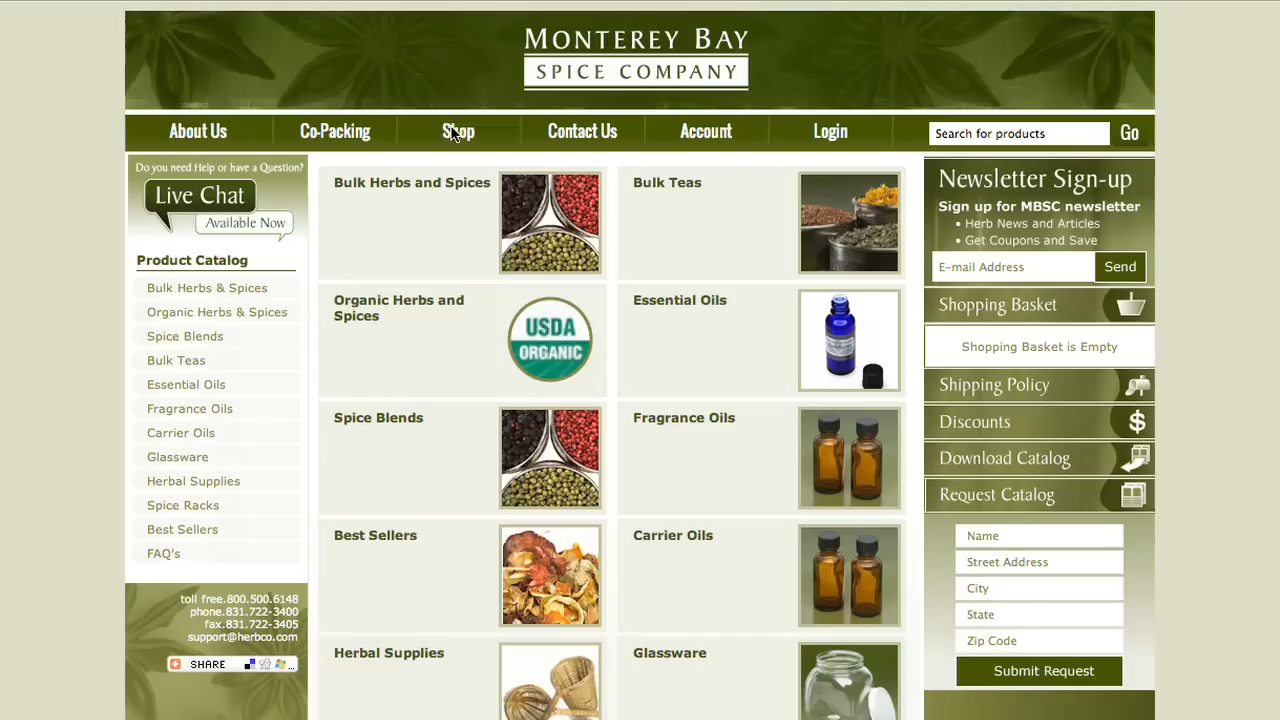 MONTEREY BAY
SPICE COMPANY
About Us
Co-Packing
Shop
Contact Us
Account
Login
Search for products
Go
Do you need Help or have a Question?
Live Chat
Available Now
Product Catalog
Bulk Herbs & Spices
Organic Herbs & Spices
Spice Blends
Bulk Teas
Essential Oils
Fragrance Oils
Carrier Oils
Glassware
Herbal Supplies
Spice Racks
Best Sellers
FAQ's
toll free.800.500.6148
phone.831.722-3400
fax.831.722-3405
support@herbco.com
SHARE
Bulk Herbs and Spices
Bulk Teas
Organic Herbs and
Spices
USDA
ORGANIC
Essential Oils
Spice Blends
Fragrance Oils
Best Sellers
Carrier Oils
Herbal Supplies
Glassware
Newsletter Sign-up
Sign up for MBSC newsletter
• Herb News and Articles
• Get Coupons and Save
E-mail Address
Send
Shopping Basket
Shopping Basket is Empty
Shipping Policy
Discounts
$
Download Catalog
Request Catalog
Name
Street Address
City
State
Zip Code
Submit Request